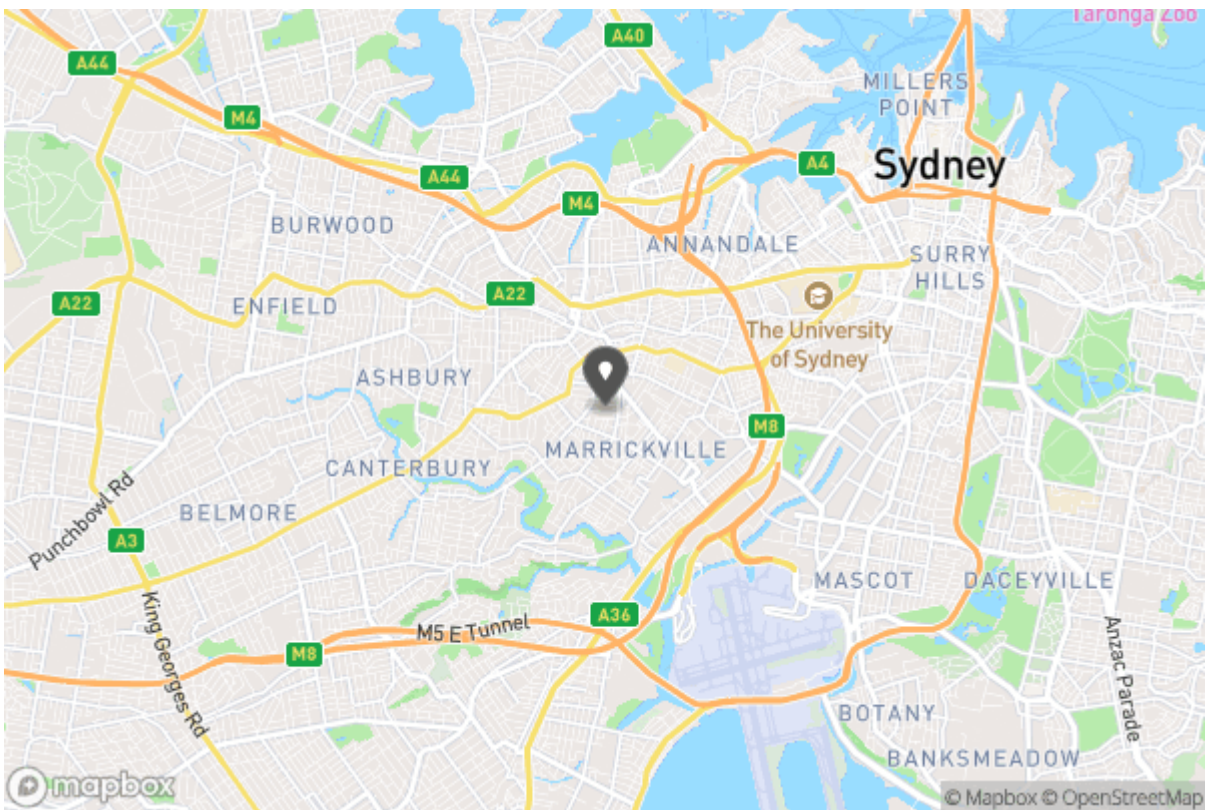 Taronga Zoo
A40
A44
MILLERS
POINT
M4
Sydney
A4
A44
M4
BURWOOD
ANNANDALE
SURRY
HILLS
A22
A22
ENFIELD
The University
of Sydney
ASHBURY
M8
MARRICKVILLE
CANTERBURY
Punchbowl Rd
BELMORE
A3
MASCOT
DACEYVILLE
King Georges Rd
A36
M5 E Tunnel
M8
Anzac Parade
BOTANY
BANKSMEADOW
mapbox
© Mapbox © OpenStreetMap